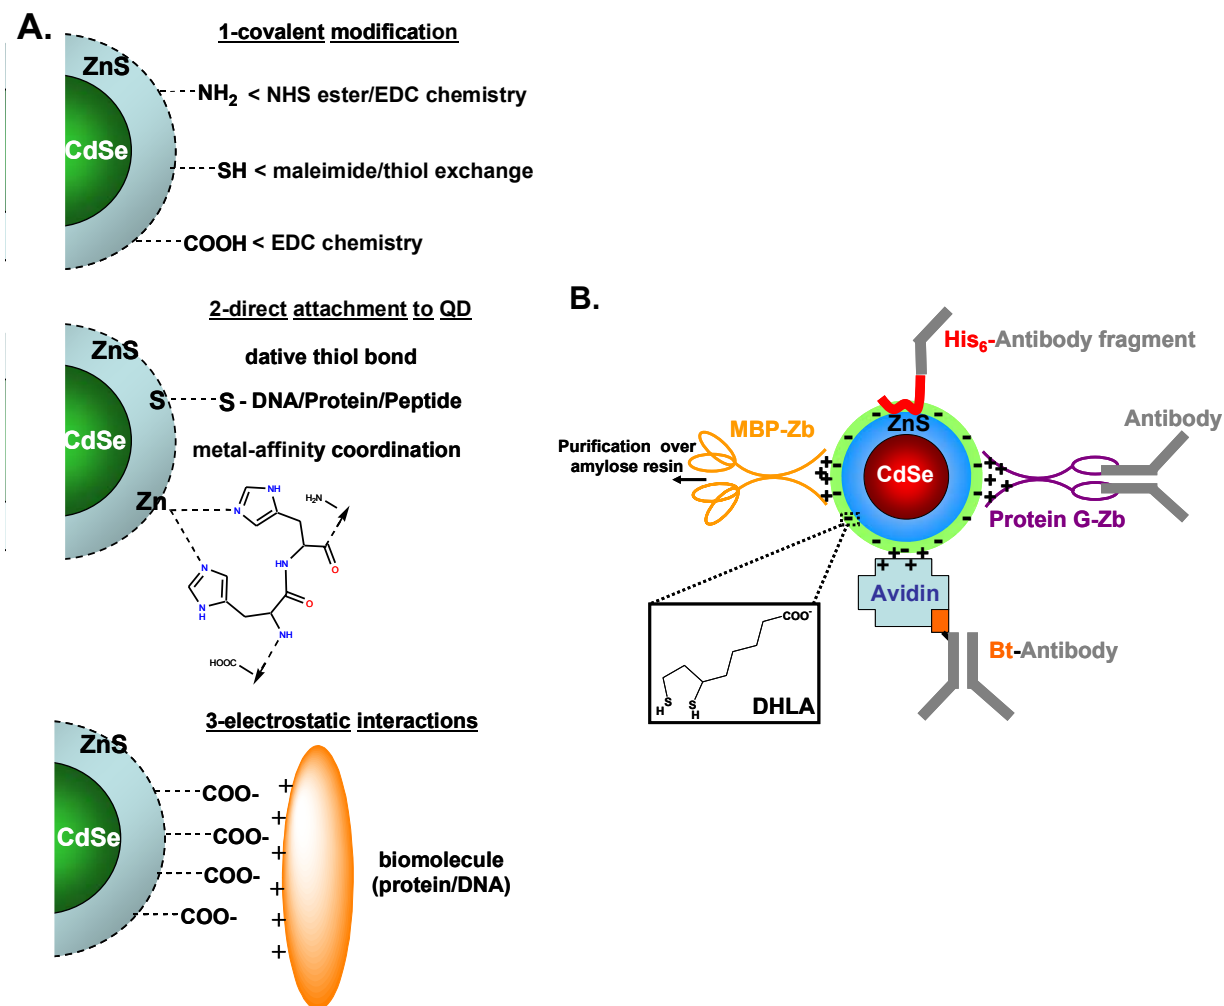 A.
1-covalent modification
ZnS
NH2 < NHS ester/EDC chemistry
CdSe
SH < maleimide/thiol exchange
COOH < EDC chemistry
2-direct attachment to QD
ZnS
dative thiol bond
S
S - DNA/Protein/Peptide
CdSe
metal-affinity coordination
Zn
NH
N
H2N
O
HN
N
O
N
H
NH
HOOC
3-electrostatic interactions
ZnS
COO-
+
+
COO-
CdSe
+
biomolecule
COO-
(protein/DNA)
+
COO-
+
+
B.
His6-Antibody fragment
ZnS
MBP-Zb
Antibody
Purification over
amylose resin
CdSe
Protein G-Zb
Avidin
COO-
Bt-Antibody
S
H
S
H
DHLA